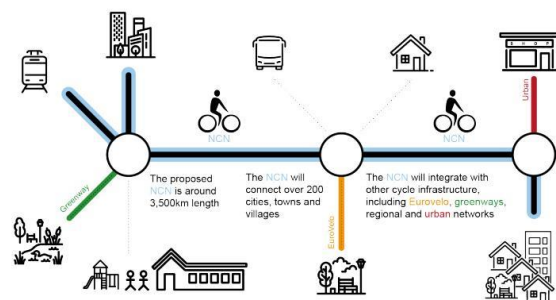 Urban
NCN
NCN
Greenway
EuroVelo
The proposed
NCN is around
3,500km length
The NCN will
connect over 200
cities, towns and
villages
The NCN will integrate with
other cycle infrastructure,
including Eurovelo, greenways,
regional and urban networks